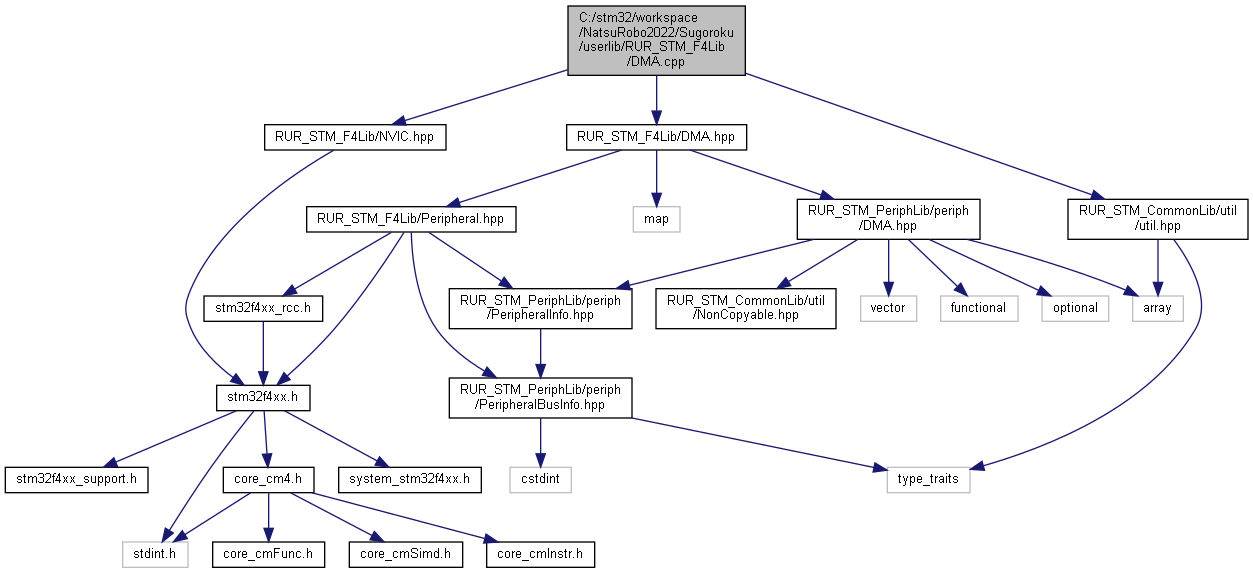 C:/stm32/workspace
/NatsuRobo2022/Sugoroku
/userlib/RUR_STM_F4Lib
/DMA.cpp
RUR_STM_F4Lib/NVIC.hpp
RUR_STM_F4Lib/DMA.hpp
RUR_STM_F4Lib/Peripheral.hpp
map
RUR_STM_PeriphLib/periph
/DMA.hpp
RUR_STM_CommonLib/util
/util.hpp
stm32f4xx_rcc.h
RUR_STM_PeriphLib/periph
/PeripheralInfo.hpp
RUR_STM_CommonLib/util
/NonCopyable.hpp
vector
functional
optional
array
stm32f4xx.h
RUR_STM_PeriphLib/periph
/PeripheralBusInfo.hpp
stm32f4xx_support.h
core_cm4.h
system_stm32f4xx.h
cstdint
type_traits
stdint.h
core_cmFunc.h
core_cmSimd.h
core_cmInstr.h